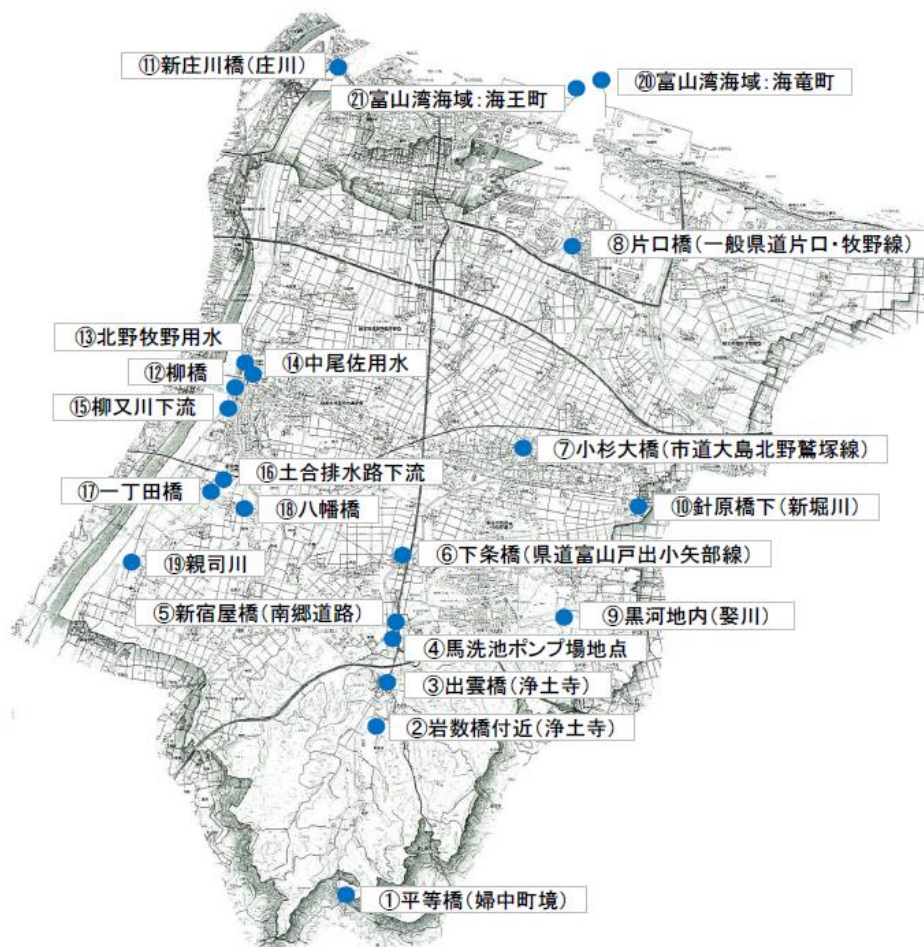 ⑪新庄川橋(庄川)
⑳富山湾海域:海竜町
㉑富山湾海域:海王町
⑧片口橋(一般県道片口・牧野線)
⑬北野牧野用水
⑭中尾佐用水
⑫柳橋
⑮柳又川下流
⑦小杉大橋(市道大島北野鷲塚線)
⑯土合排水路下流
⑰一丁田橋
⑱八幡橋
⑩針原橋下(新堀川)
⑥下条橋(県道富山戸出小矢部線)
⑲親司川
⑤新宿屋橋(南郷道路)
⑨黒河地内(娶川)
④馬洗池ポンプ場地点
③出雲橋(浄土寺)
②岩数橋付近(浄土寺)
①平等橋(婦中町境)